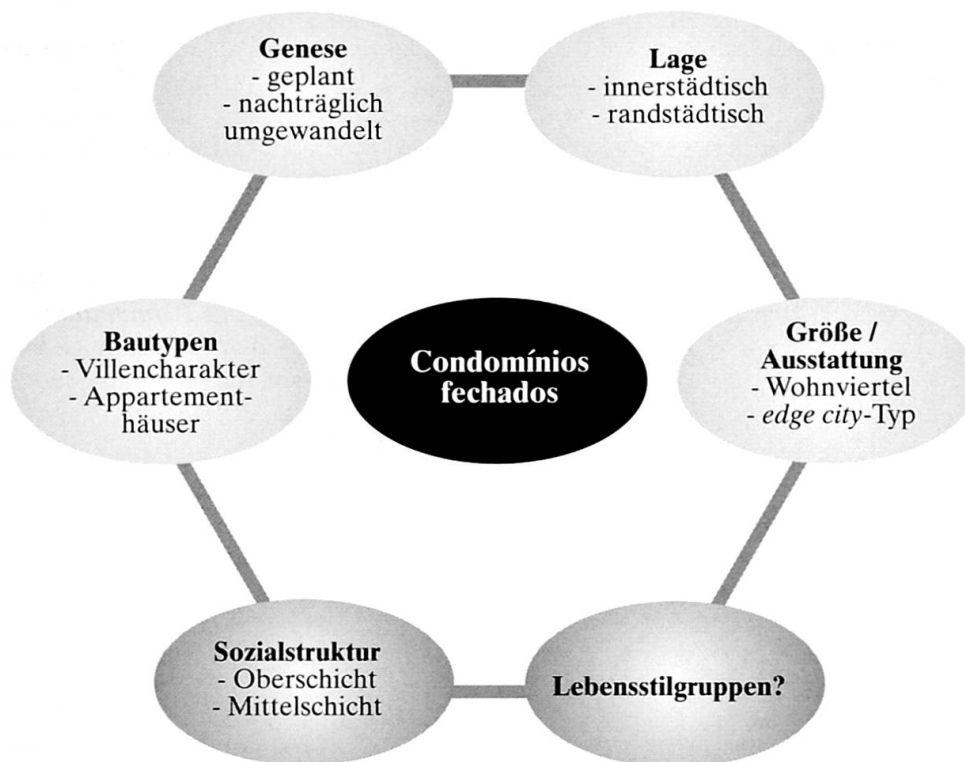 Genese
- geplant
- nachträglich
umgewandelt
Lage
- innerstädtisch
- randstädtisch
Bautypen
- Villencharakter
- Appartement-
häuser
Condomínios
fechados
Größe /
Ausstattung
- Wohnviertel
- edge city-Typ
Sozialstruktur
- Oberschicht
- Mittelschicht
Lebensstilgruppen?